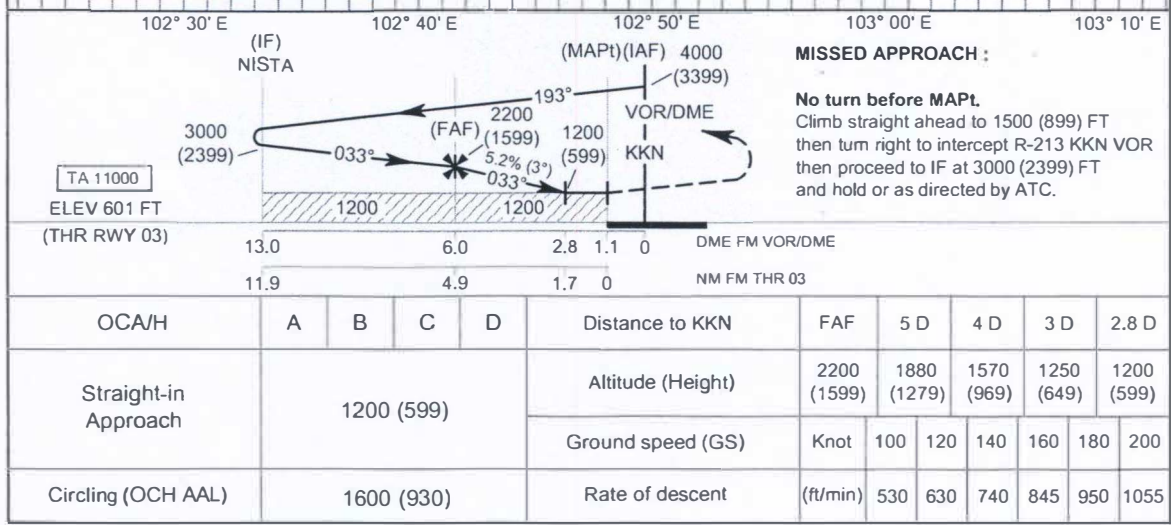 102° 30' E 102° 40' E 102° 50' E 103° 00' E 103° 10' E
(IF)
NISTA
(MAPt)(IAF) 4000
(3399)
193°
VOR/DME
KKN
2200
(FAF) (1599)
1200
(599)
3000
(2399)
033°
5.2% (3°)
033°
TA 11000
ELEV 601 FT
(THR RWY 03)
1200 1200
13.0 6.0 2.8 1.1 0 DME FM VOR/DME
11.9 4.9 1.7 0 NM FM THR 03
MISSED APPROACH :
No turn before MAPt.
Climb straight ahead to 1500 (899) FT
then turn right to intercept R-213 KKN VOR
then proceed to IF at 3000 (2399) FT
and hold or as directed by ATC.
OCA/H A B C D
Straight-in
Approach
1200 (599)
Circling (OCH AAL) 1600 (930)
Distance to KKN FAF 5 D 4 D 3 D 2.8 D
Altitude (Height) 2200 1880 1570 1250 1200
(1599) (1279) (969) (649) (599)
Ground speed (GS) Knot 100 120 140 160 180 200
Rate of descent (ft/min) 530 630 740 845 950 1055